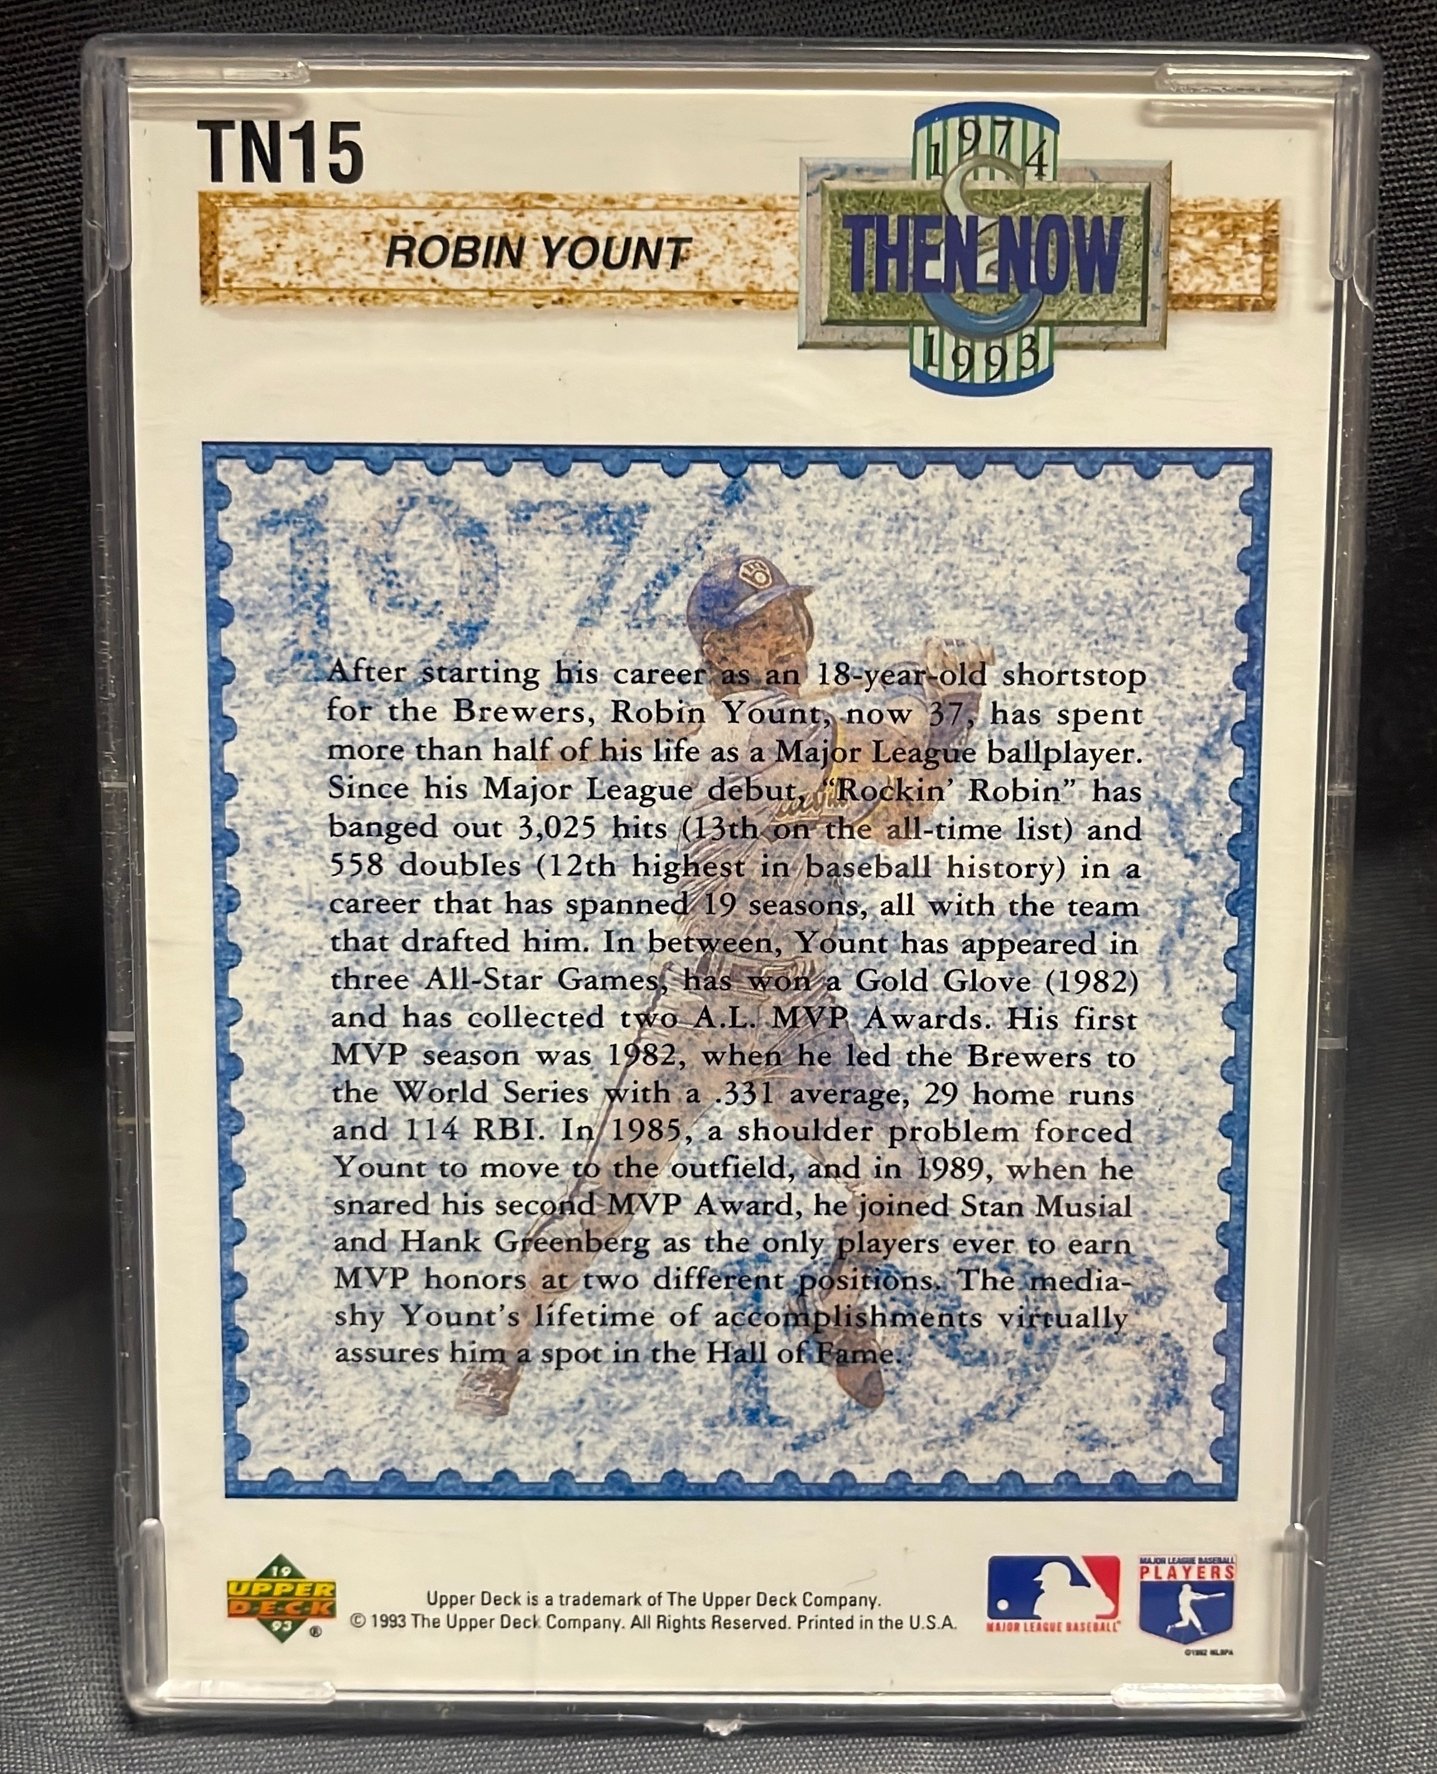 TN15
1974
ROBIN YOUNT
THEN & NOW
1993
1974
After starting his career as an 18-year-old shortstop
for the Brewers, Robin Yount, now 37, has spent
more than half of his life as a Major League ballplayer.
Since his Major League debut, “Rockin’ Robin” has
banged out 3,025 hits (13th on the all-time list) and
558 doubles (12th highest in baseball history) in a
career that has spanned 19 seasons, all with the team
that drafted him. In between, Yount has appeared in
three All-Star Games, has won a Gold Glove (1982)
and has collected two A.L. MVP Awards. His first
MVP season was 1982, when he led the Brewers to
the World Series with a .331 average, 29 home runs
and 114 RBI. In 1985, a shoulder problem forced
Yount to move to the outfield, and in 1989, when he
snared his second MVP Award, he joined Stan Musial
and Hank Greenberg as the only players ever to earn
MVP honors at two different positions. The media-
shy Yount’s lifetime of accomplishments virtually
assures him a spot in the Hall of Fame.
1993
19
UPPER
DECK
93
®
Upper Deck is a trademark of The Upper Deck Company.
© 1993 The Upper Deck Company. All Rights Reserved. Printed in the U.S.A.
MAJOR LEAGUE BASEBALL
MAJOR LEAGUE BASEBALL
PLAYERS
©1992 MLBPA